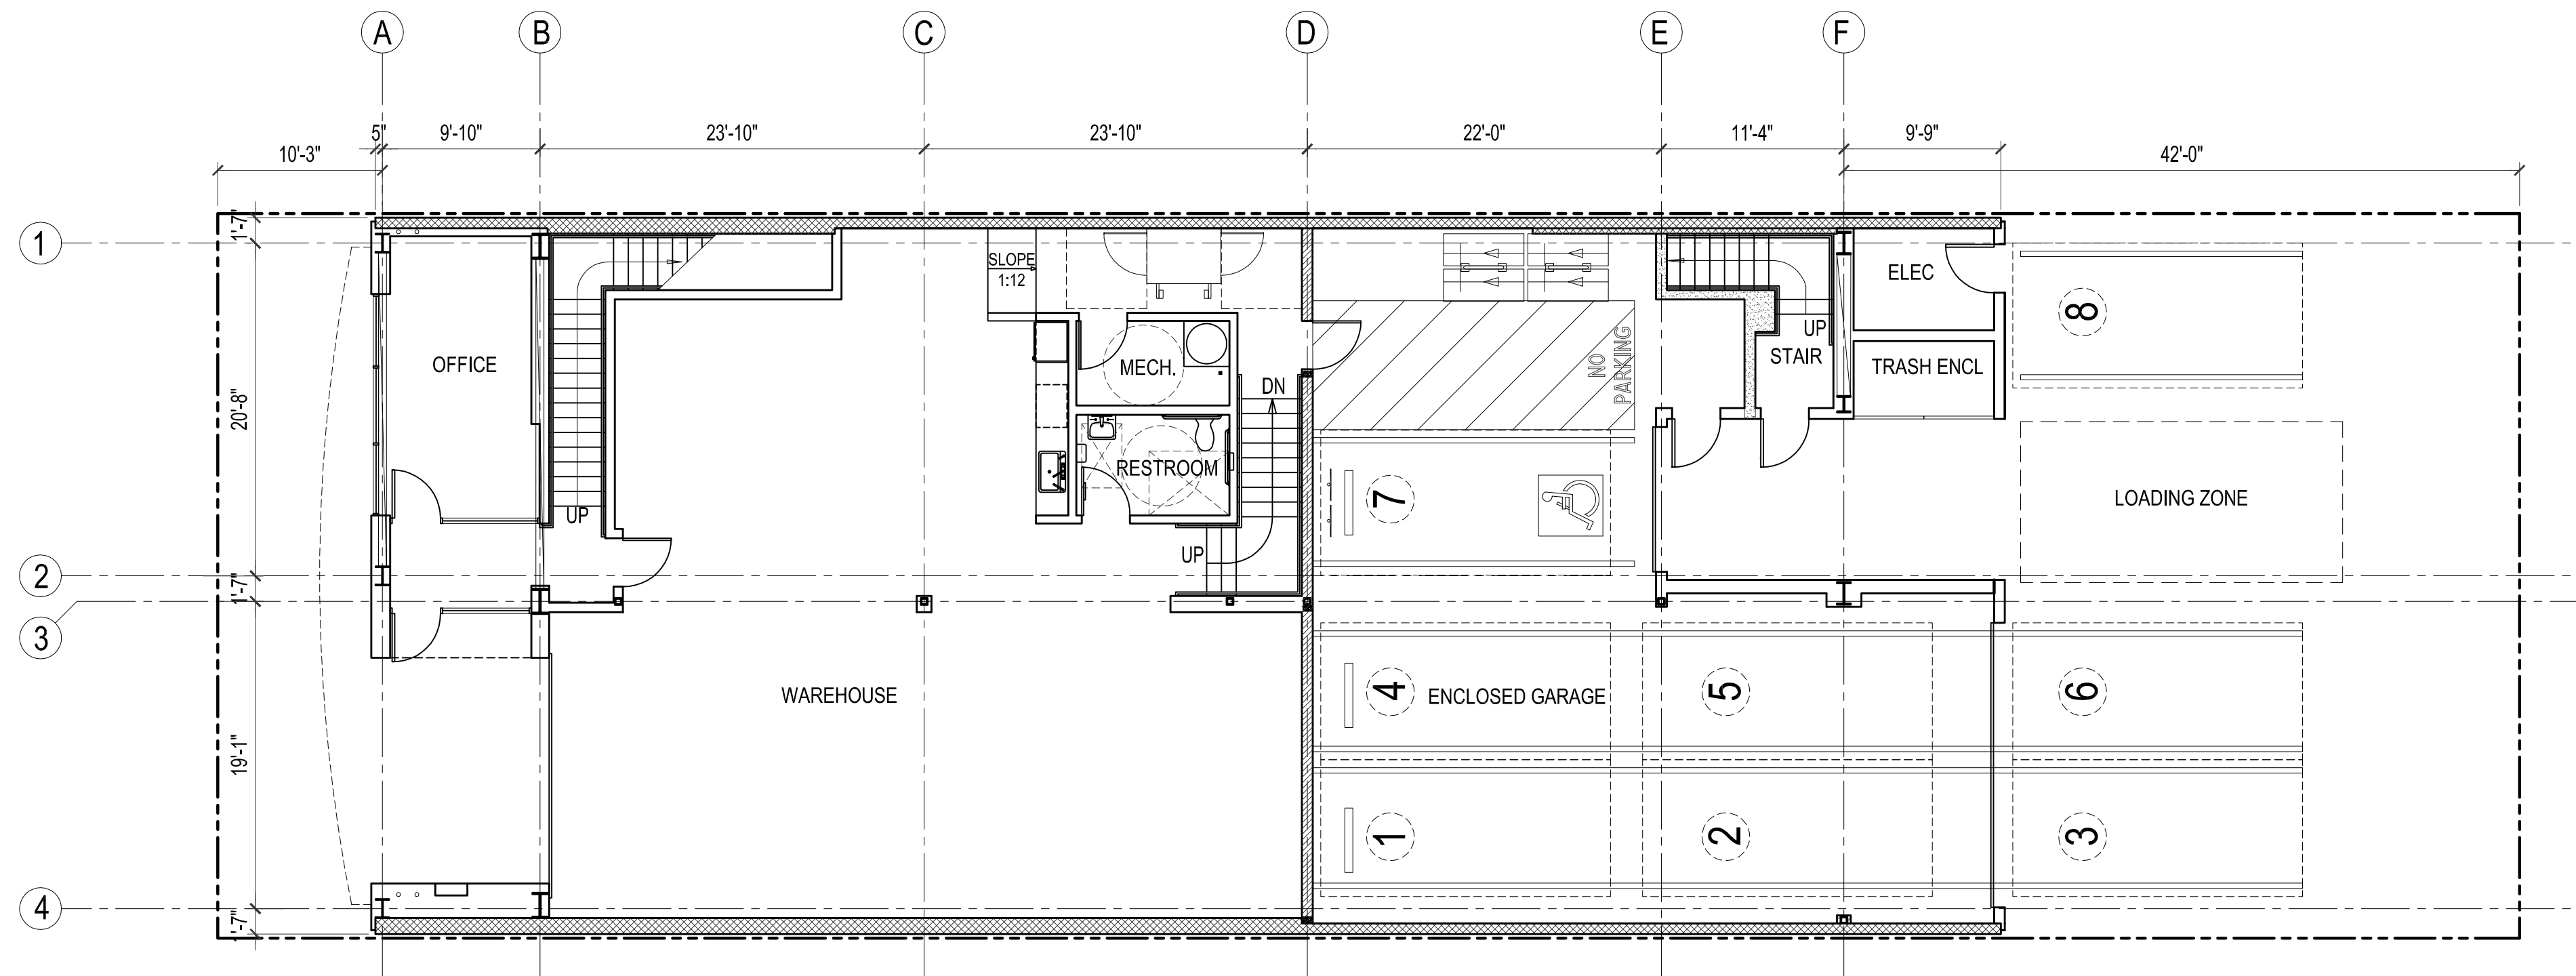 A
B
C
D
E
F
5"
9'-10"
23'-10"
23'-10"
22'-0"
11'-4"
9'-9"
10'-3"
42'-0"
1'-7"
1
SLOPE
1:12
ELEC
8
UP
NO
PARKING
STAIR
OFFICE
MECH.
TRASH ENCL
DN
20'-8"
RESTROOM
7
LOADING ZONE
UP
UP
2
1'-7"
3
WAREHOUSE
4
ENCLOSED GARAGE
5
6
19'-1"
1
2
3
4
1'-7"